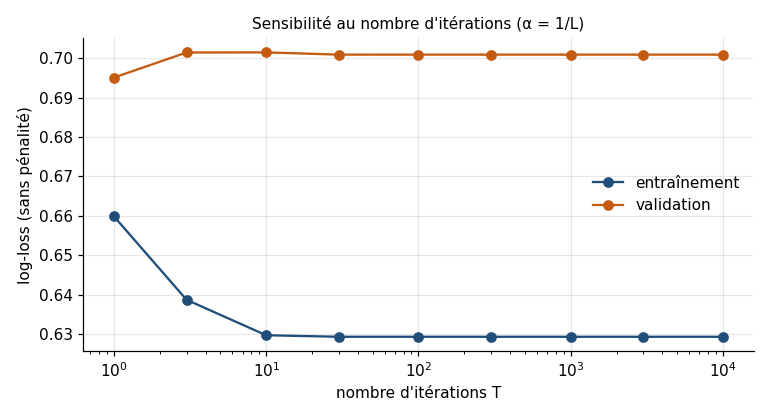 Sensibilité au nombre d'itérations (α = 1/L)
log-loss (sans pénalité)
0.70
0.69
0.68
0.67
0.66
0.65
0.64
0.63
entraînement
validation
10⁰ 10¹ 10² 10³ 10⁴
nombre d'itérations T